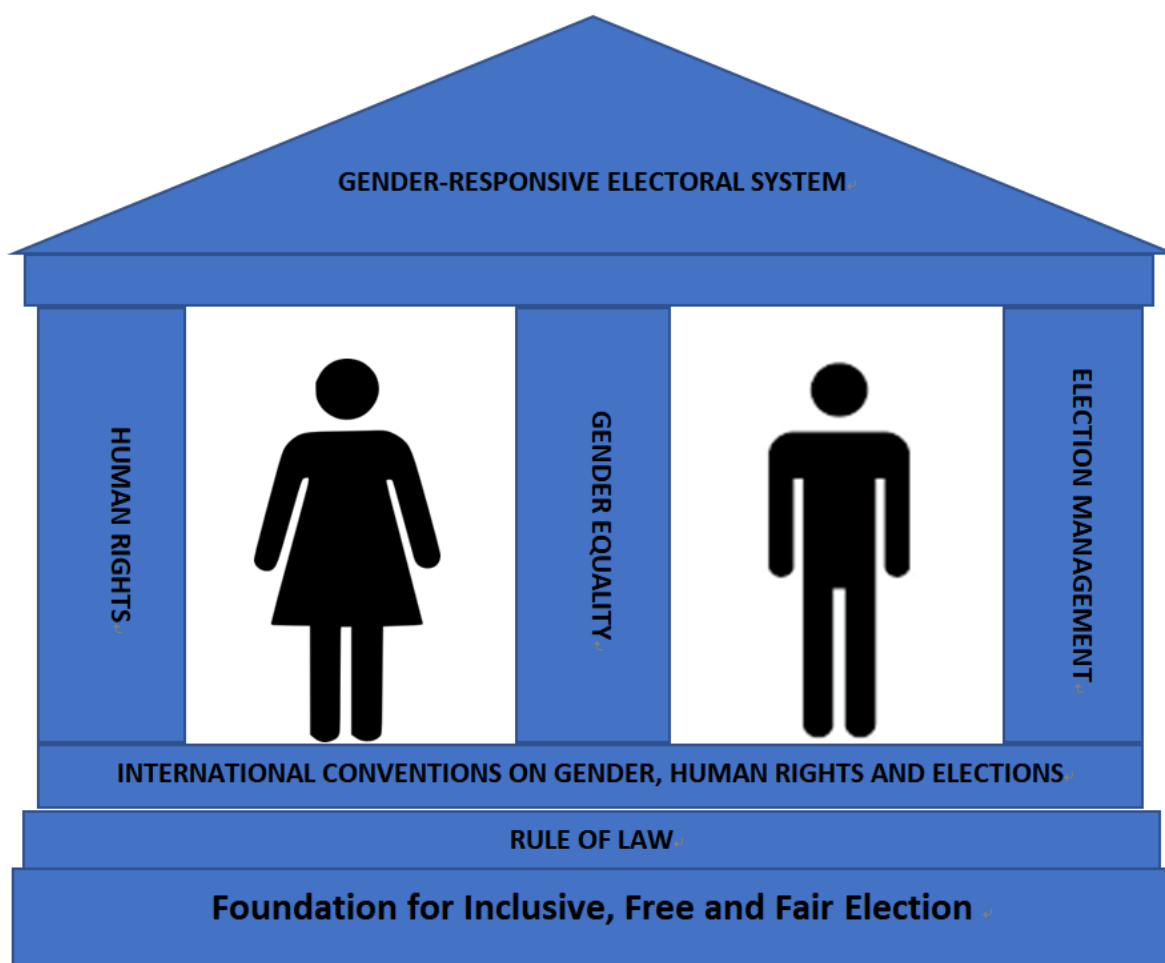 GENDER-RESPONSIVE ELECTORAL SYSTEM
HUMAN RIGHTS
GENDER EQUALITY
ELECTION MANAGEMENT
INTERNATIONAL CONVENTIONS ON GENDER, HUMAN RIGHTS AND ELECTIONS
RULE OF LAW
Foundation for Inclusive, Free and Fair Election